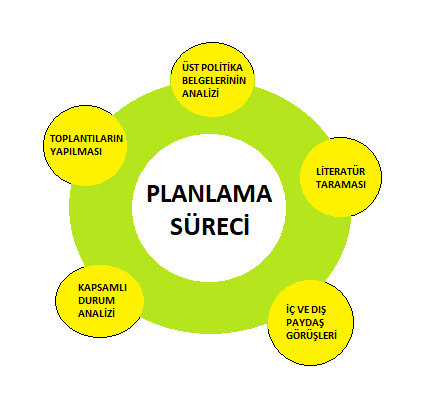 ÜST POLİTİKA
BELGELERİNİN
ANALİZİ
LİTERATÜR
TARAMASI
İÇ VE DIŞ
PAYDAŞ
GÖRÜŞLERİ
KAPSAMLI
DURUM
ANALİZİ
TOPLANTILARIN
YAPILMASI
PLANLAMA
SÜRECİ